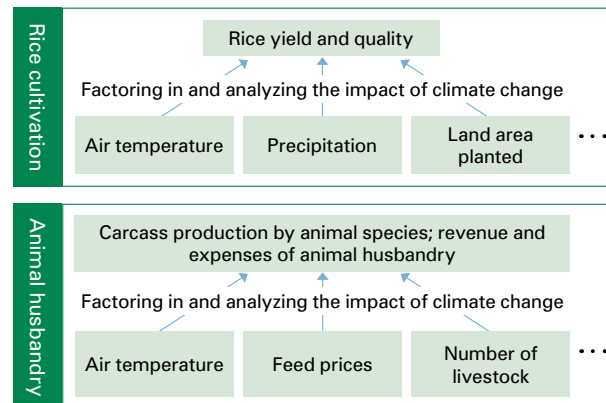 Rice cultivation
Rice yield and quality
Factoring in and analyzing the impact of climate change
Air temperature
Precipitation
Land area
planted
...
Animal husbandry
Carcass production by animal species; revenue and
expenses of animal husbandry
Factoring in and analyzing the impact of climate change
Air temperature
Feed prices
Number of
livestock
...